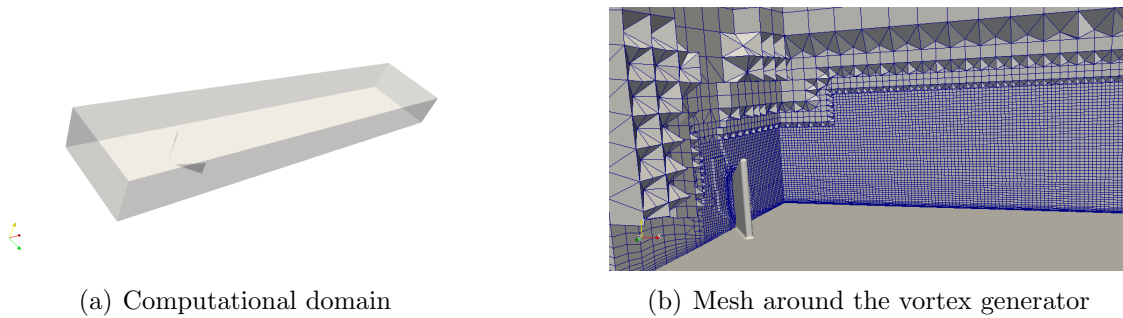 (a) Computational domain
(b) Mesh around the vortex generator